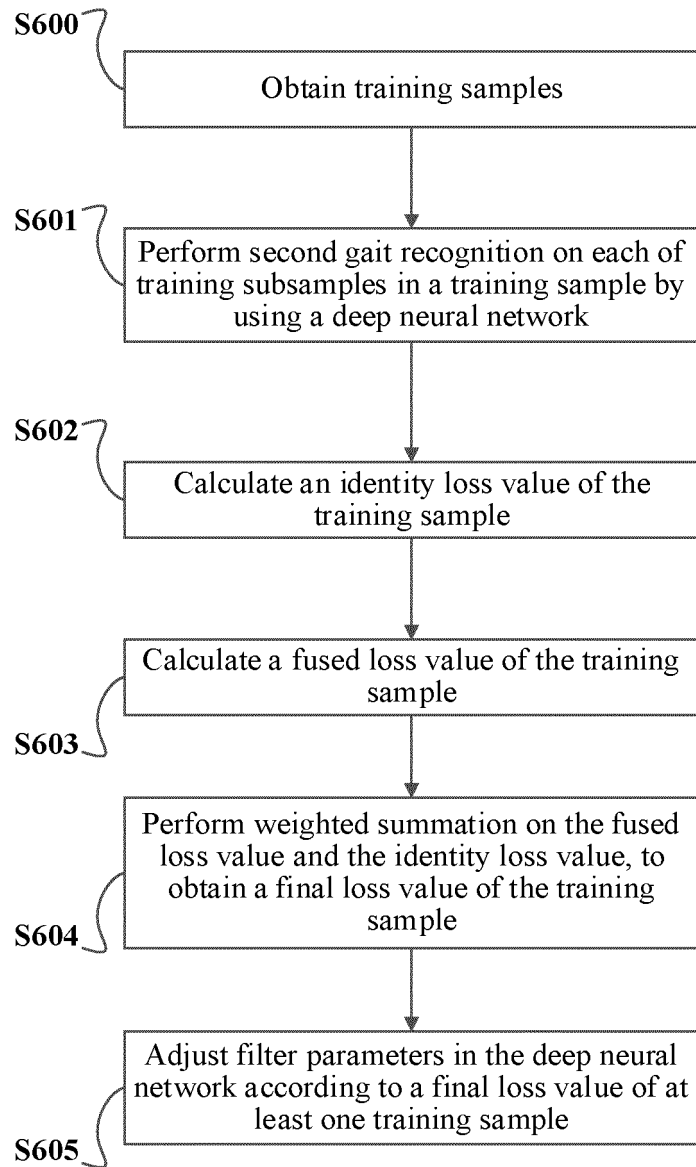 S600
Obtain training samples
S601
Perform second gait recognition on each of
training subsamples in a training sample by
using a deep neural network
S602
Calculate an identity loss value of the
training sample
Calculate a fused loss value of the training
sample
S603
Perform weighted summation on the fused
loss value and the identity loss value, to
obtain a final loss value of the training
sample
S604
Adjust filter parameters in the deep neural
network according to a final loss value of at
least one training sample
S605